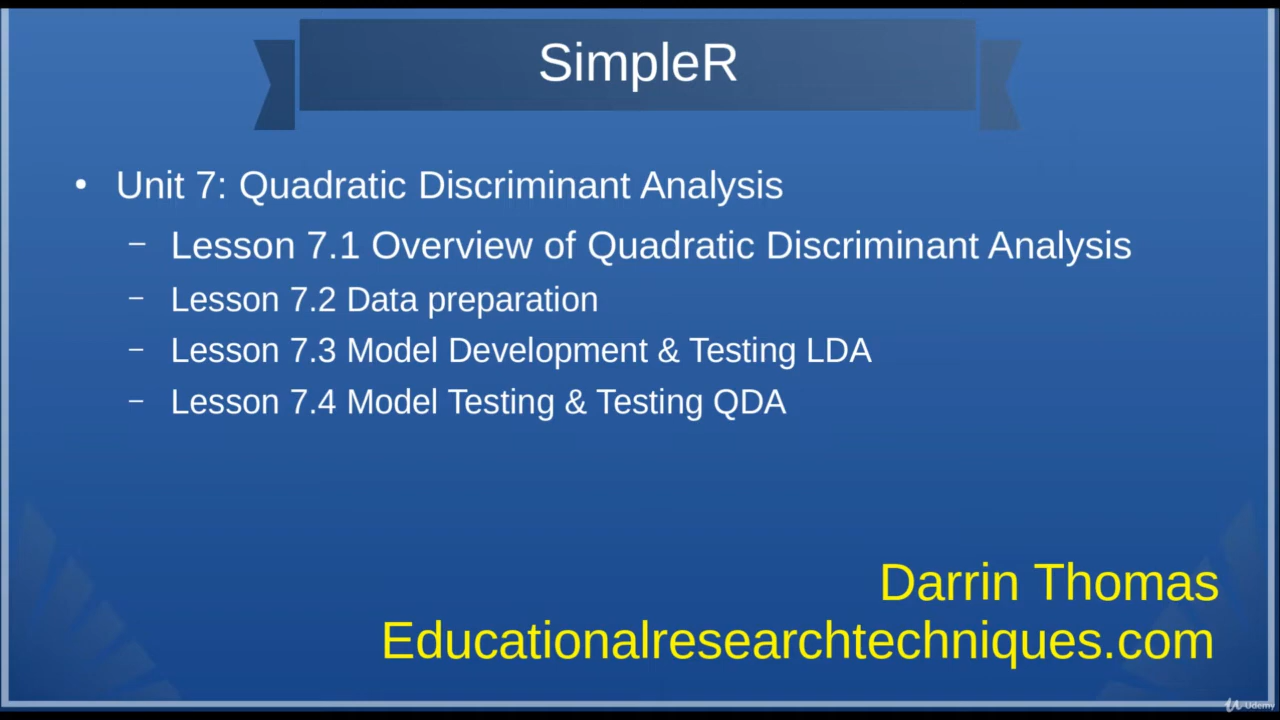 SimpleR
• Unit 7: Quadratic Discriminant Analysis
– Lesson 7.1 Overview of Quadratic Discriminant Analysis
– Lesson 7.2 Data preparation
– Lesson 7.3 Model Development & Testing LDA
– Lesson 7.4 Model Testing & Testing QDA
Darrin Thomas
Educationalresearchtechniques.com
Udemy